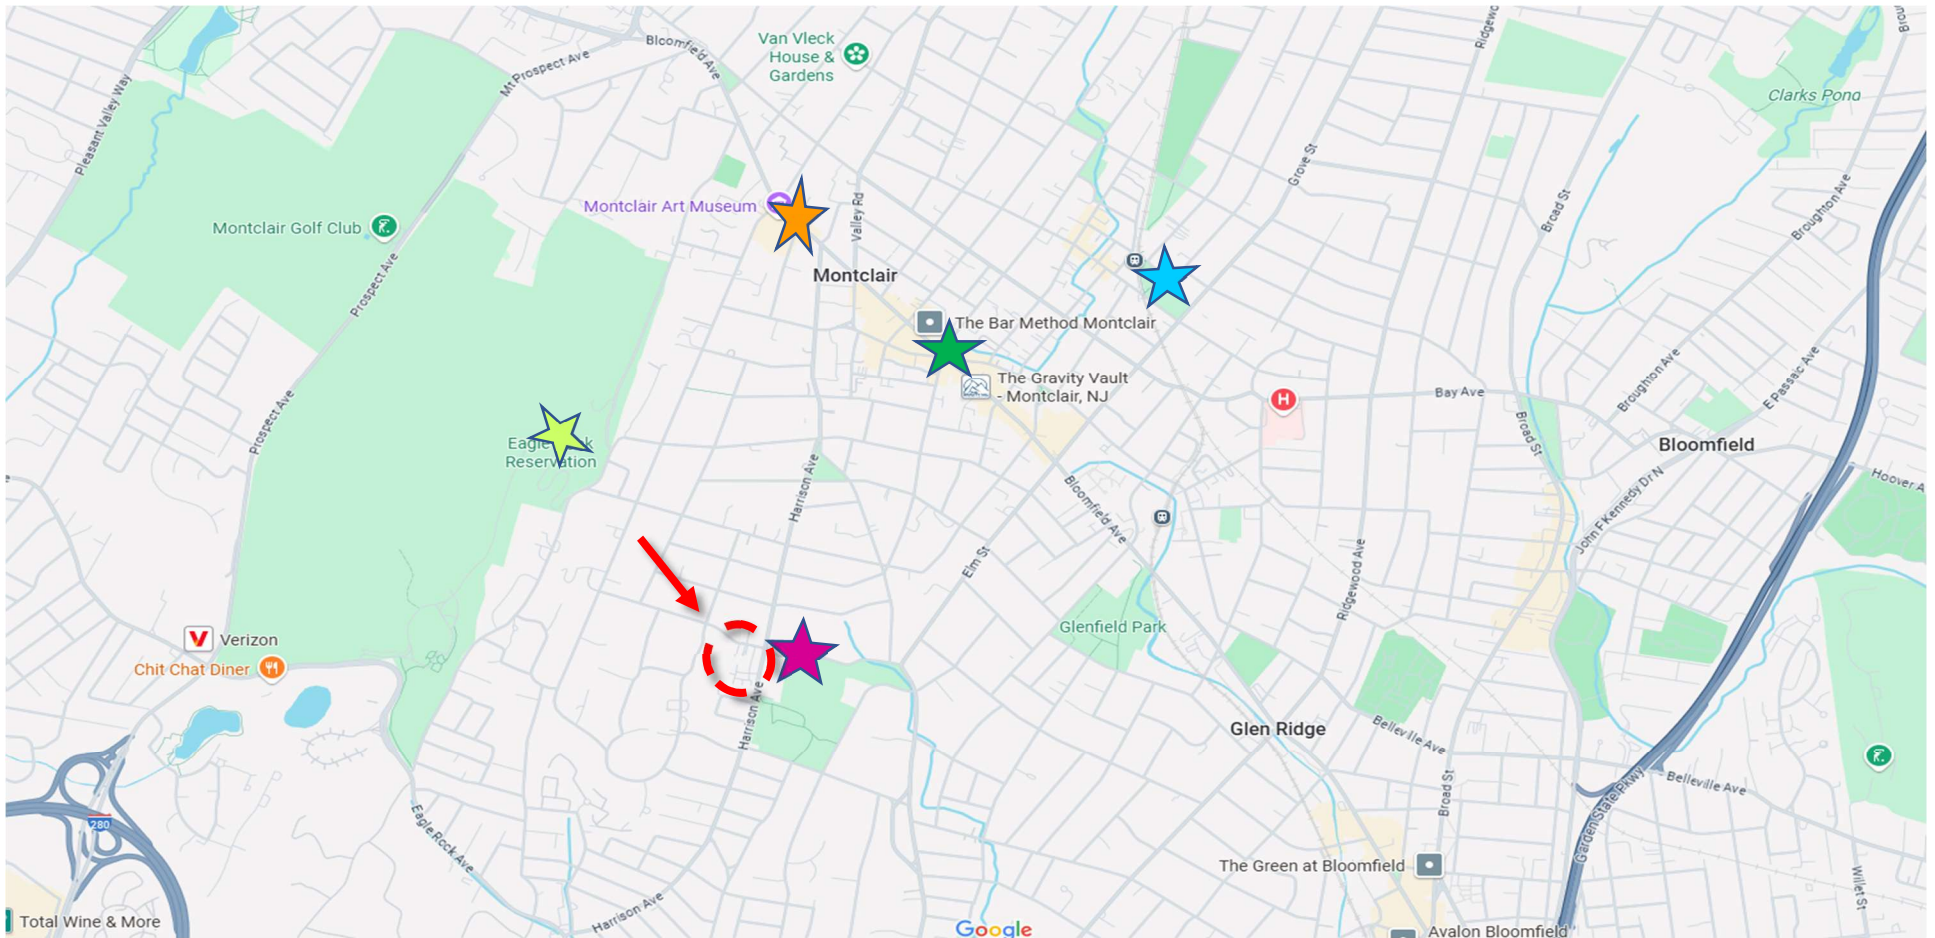 Bloomfield Ave
Van Vleck
House &
Gardens
Ridgewo
Mt Prospect Ave
Pleasant Valley Way
Clarks Pond
Grove St
Montclair Art Museum
Valley Rd
Broad St
Broughton Ave
Montclair Golf Club
Prospect Ave
Montclair
The Bar Method Montclair
The Gravity Vault
- Montclair, NJ
H
Bay Ave
Broughton Ave
E Passaic Ave
Prospect Ave
Broad St
Bloomfield
Reservation
Harrison Ave
Bloomfield Ave
John F Kennedy Dr N
Hoover A
Elm St
Ridgewood Ave
Verizon
Chit Chat Diner
Glenfield Park
Harrison Ave
Glen Ridge
Belleville Ave
Belleville Ave
Broad St
Garden State Pkwy
280
Eagle Rock Ave
The Green at Bloomfield
Willet St
Total Wine & More
Harrison Ave
Google
Avalon Bloomfield